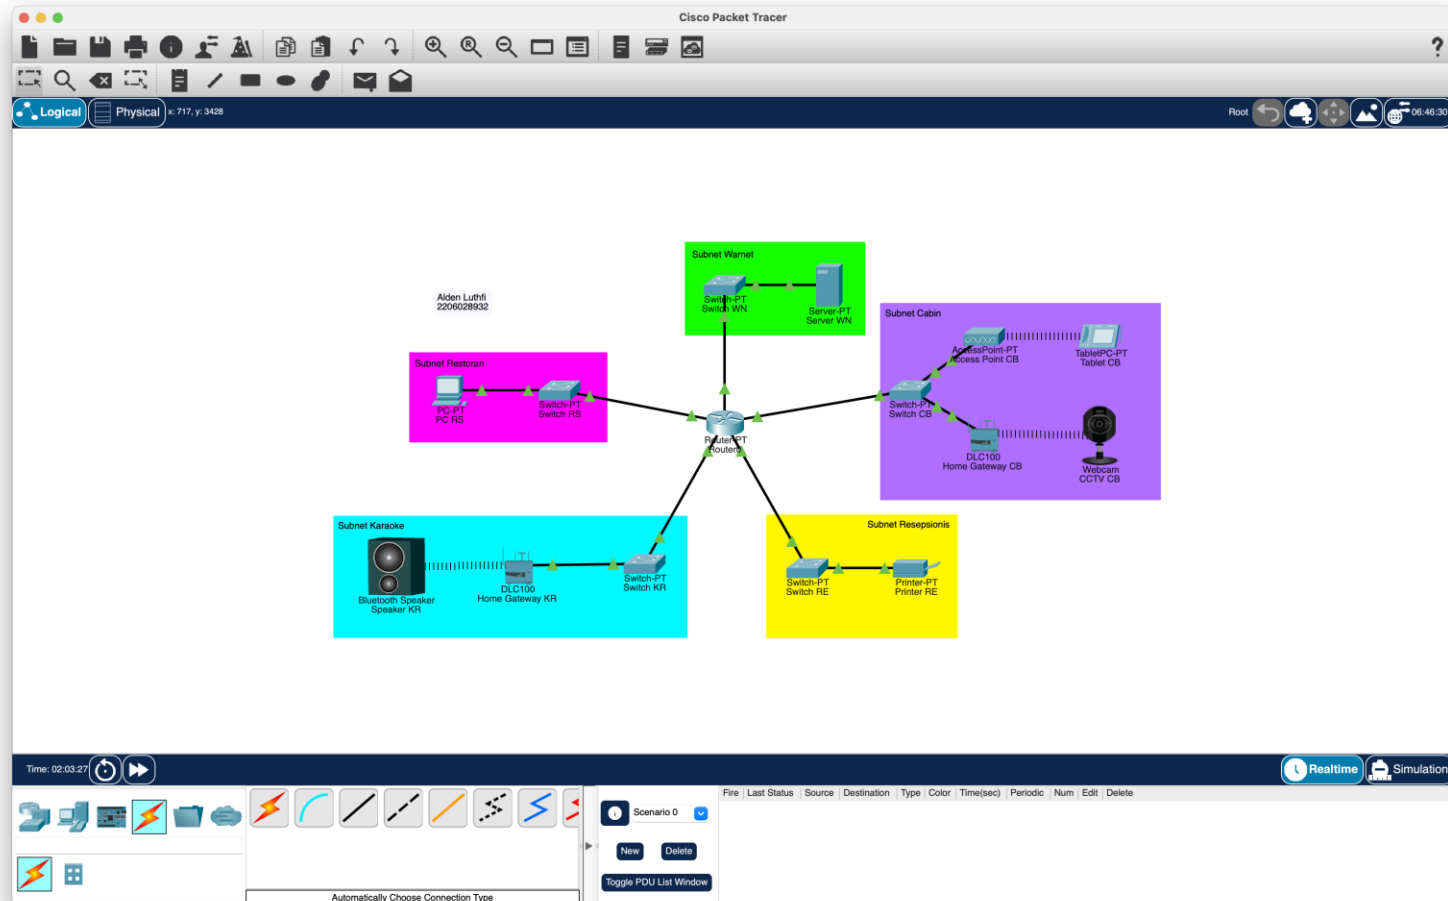 Cisco Packet Tracer
?
Logical
Physical
x: 717, y: 3428
Root
06:46:30
Subnet Warnet
Switch-PT
Switch WN
Server-PT
Server WN
Alden Luthfi
2206028932
Subnet Cabin
AccessPoint-PT
Access Point CB
TabletPC-PT
Tablet CB
Switch-PT
Switch CB
DLC100
Home Gateway CB
Webcam
CCTV CB
Subnet Restoran
PC-PT
PC RS
Switch-PT
Switch RS
Router-PT
Router0
Subnet Karaoke
Bluetooth Speaker
Speaker KR
DLC100
Home Gateway KR
Switch-PT
Switch KR
Subnet Resepsionis
Switch-PT
Switch RE
Printer-PT
Printer RE
Time: 02:03:27
Realtime
Simulation
Scenario 0
New
Delete
Toggle PDU List Window
Fire Last Status Source Destination Type Color Time(sec) Periodic Num Edit Delete
Automatically Choose Connection Type